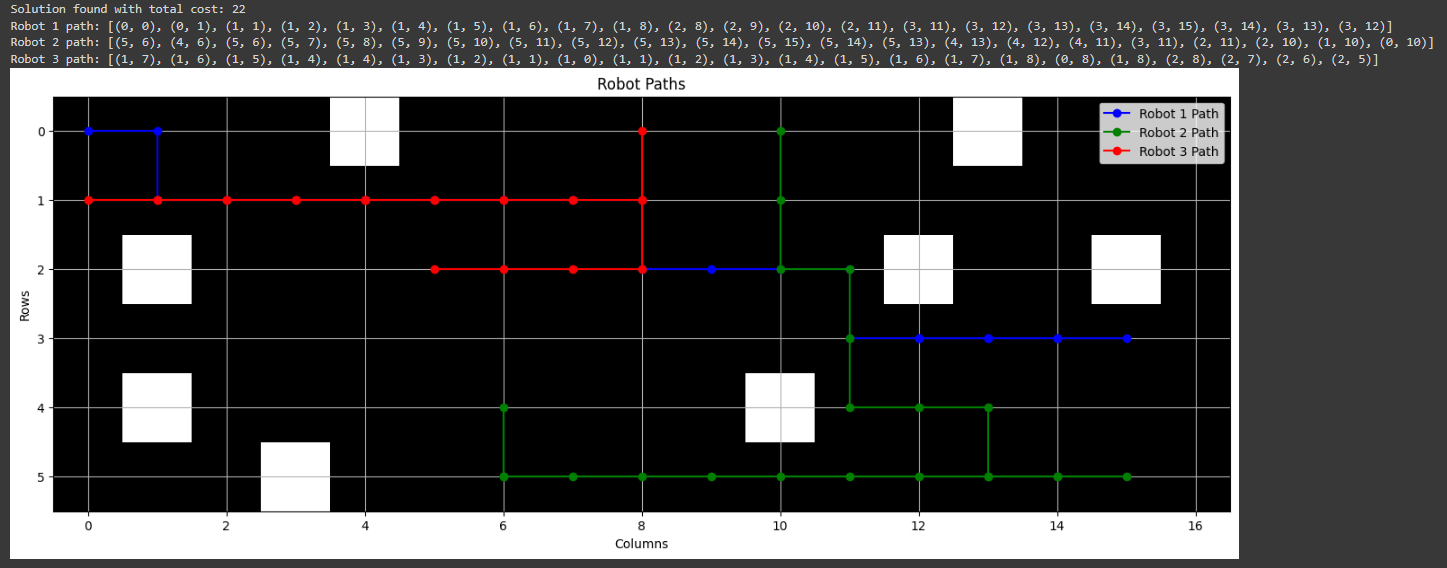 Solution found with total cost: 22
Robot 1 path: [(0, 0), (0, 1), (1, 1), (1, 2), (1, 3), (1, 4), (1, 5), (1, 6), (1, 7), (1, 8), (2, 8), (2, 9), (2, 10), (2, 11), (3, 11), (3, 12), (3, 13), (3, 14), (3, 15), (3, 14), (3, 13), (3, 12)]
Robot 2 path: [(5, 6), (4, 6), (5, 6), (5, 7), (5, 8), (5, 9), (5, 10), (5, 11), (5, 12), (5, 13), (5, 14), (5, 15), (5, 14), (5, 13), (4, 13), (4, 12), (4, 11), (3, 11), (2, 11), (2, 10), (1, 10), (0, 10)]
Robot 3 path: [(1, 7), (1, 6), (1, 5), (1, 4), (1, 4), (1, 3), (1, 2), (1, 1), (1, 0), (1, 1), (1, 2), (1, 3), (1, 4), (1, 5), (1, 6), (1, 7), (1, 8), (0, 8), (1, 8), (2, 8), (2, 7), (2, 6), (2, 5)]
Robot Paths
Robot 1 Path
Robot 2 Path
Robot 3 Path
Rows
0
1
2
3
4
5
0 2 4 6 8 10 12 14 16
Columns